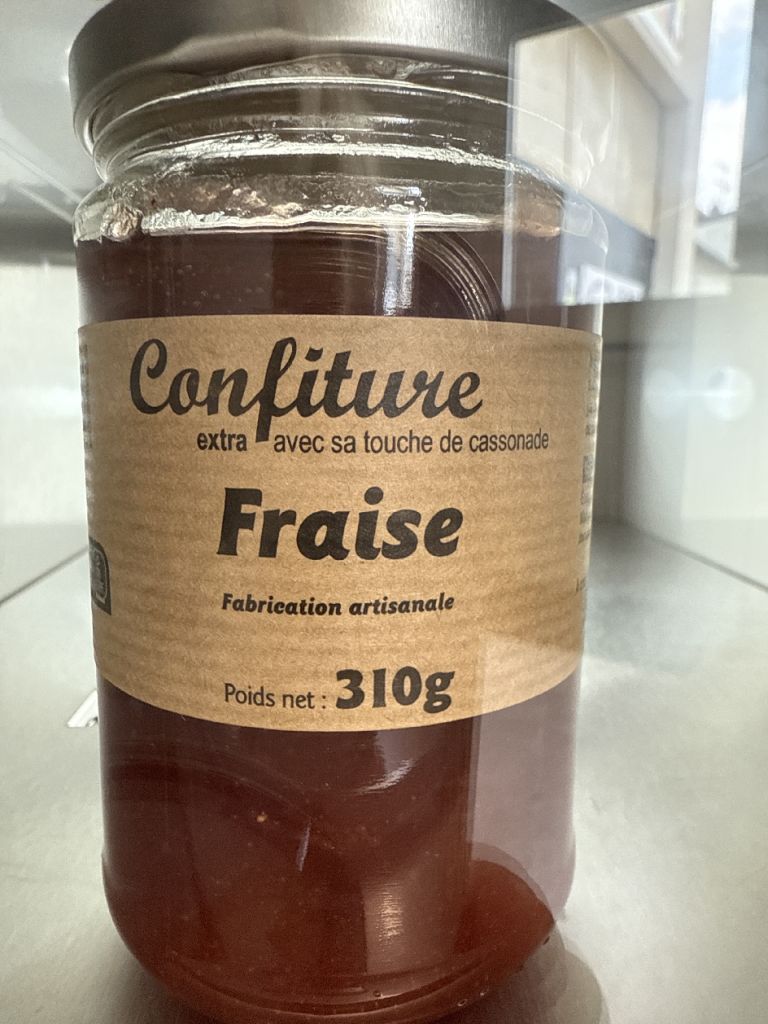 Confiture
extra avec sa touche de cassonade
Fraise
Fabrication artisanale
Poids net : 310g